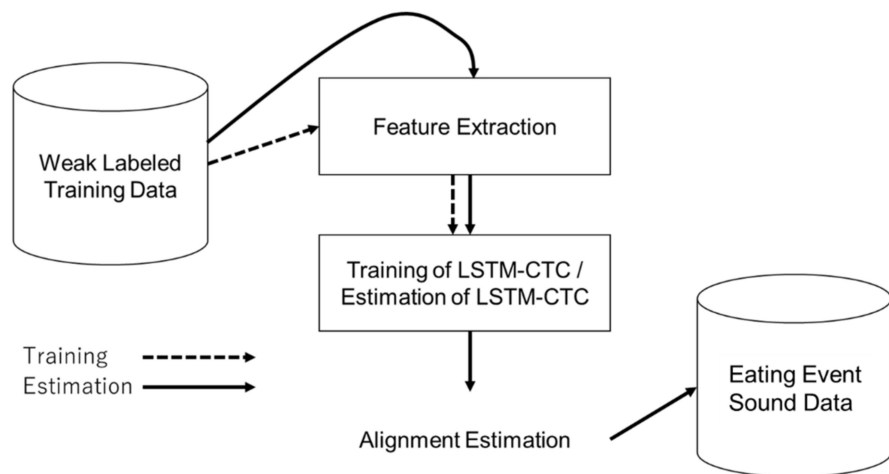 Feature Extraction
Weak Labeled
Training Data
Training of LSTM-CTC /
Estimation of LSTM-CTC
Training
Estimation
Eating Event
Sound Data
Alignment Estimation